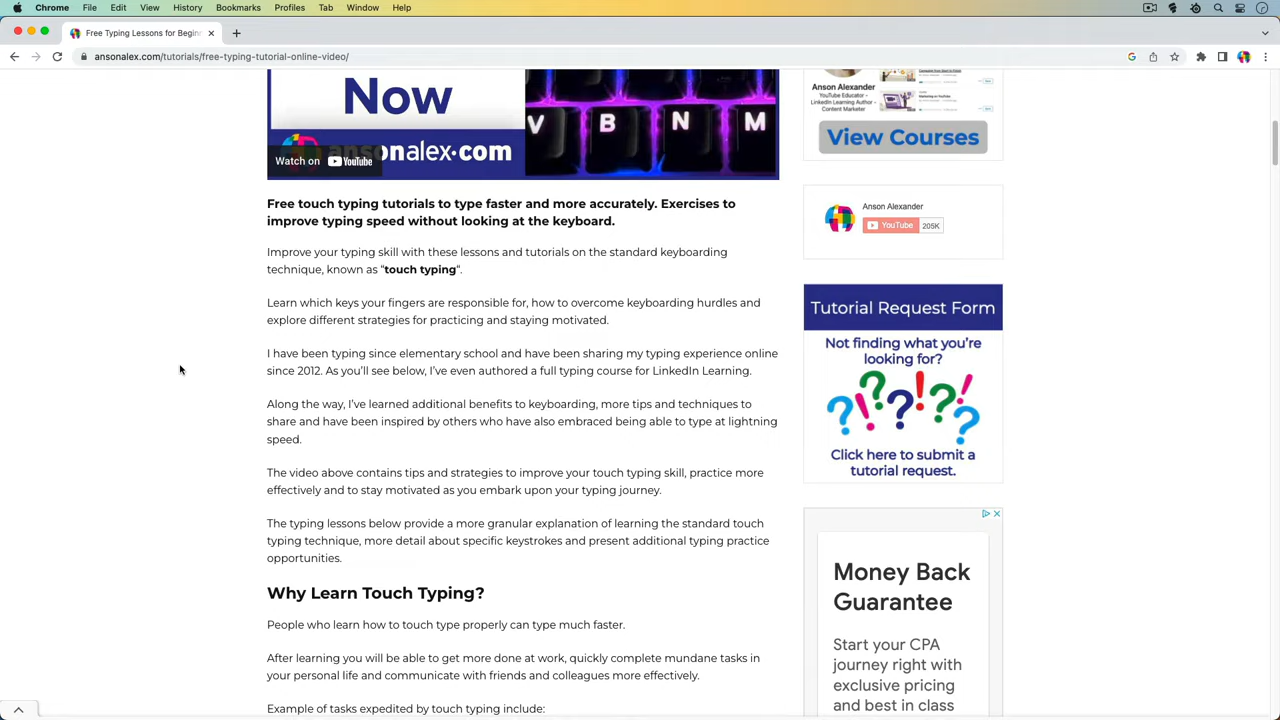 Chrome File Edit View History Bookmarks Profiles Tab Window Help
Free Typing Lessons for Begin
ansonalex.com/tutorials/free-typing-tutorial-online-video/
Now
V B N M
ansonalex.com
Watch on YouTube
Free touch typing tutorials to type faster and more accurately. Exercises to
improve typing speed without looking at the keyboard.
Improve your typing skill with these lessons and tutorials on the standard keyboarding
technique, known as “touch typing”.
Learn which keys your fingers are responsible for, how to overcome keyboarding hurdles and
explore different strategies for practicing and staying motivated.
I have been typing since elementary school and have been sharing my typing experience online
since 2012. As you’ll see below, I’ve even authored a full typing course for LinkedIn Learning.
Along the way, I’ve learned additional benefits to keyboarding, more tips and techniques to
share and have been inspired by others who have also embraced being able to type at lightning
speed.
The video above contains tips and strategies to improve your touch typing skill, practice more
effectively and to stay motivated as you embark upon your typing journey.
The typing lessons below provide a more granular explanation of learning the standard touch
typing technique, more detail about specific keystrokes and present additional typing practice
opportunities.
Why Learn Touch Typing?
People who learn how to touch type properly can type much faster.
After learning you will be able to get more done at work, quickly complete mundane tasks in
your personal life and communicate with friends and colleagues more effectively.
Example of tasks expedited by touch typing include:
Anson Alexander
YouTube Educator -
LinkedIn Learning Author -
Content Marketer
View Courses
Anson Alexander
YouTube 205K
Tutorial Request Form
Not finding what you’re
looking for?
? ? ? ! ? ! ?
Click here to submit a
tutorial request.
Money Back
Guarantee
Start your CPA
journey right with
exclusive pricing
and best in class